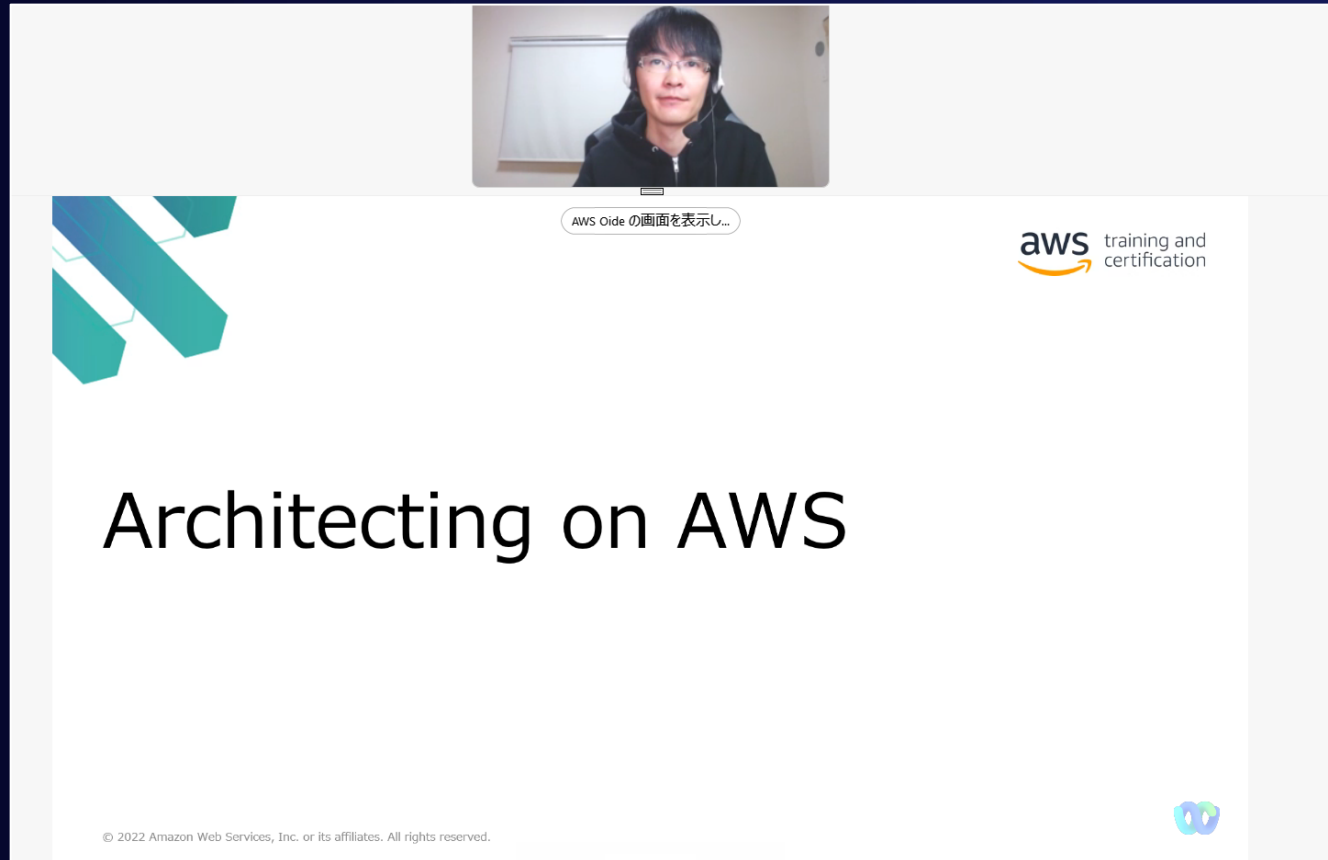 AWS Oide の画面を表示し...
aws training and
certification
Architecting on AWS
© 2022 Amazon Web Services, Inc. or its affiliates. All rights reserved.